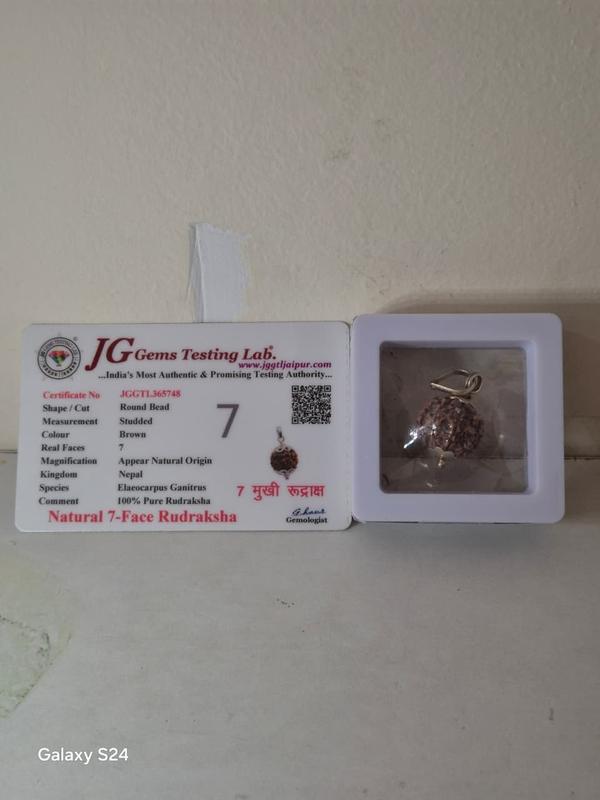 JG Gems Testing Lab.®
www.jggtljaipur.com
...India's Most Authentic & Promising Testing Authority...
Certificate No JGGTL365748
Shape / Cut Round Bead
Measurement Studded
Colour Brown
Real Faces 7
Magnification Appear Natural Origin
Kingdom Nepal
Species Elaeocarpus Ganitrus
Comment 100% Pure Rudraksha
Natural 7-Face Rudraksha
7
7 मुखी रूद्राक्ष
Gemologist
Galaxy S24